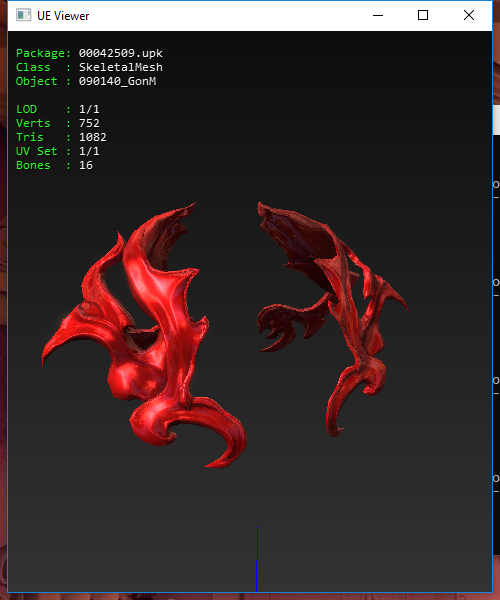 UE Viewer
Package: 00042509.upk
Class : SkeletalMesh
Object : 090140_GonM
LOD : 1/1
Verts : 752
Tris : 1082
UV Set : 1/1
Bones : 16